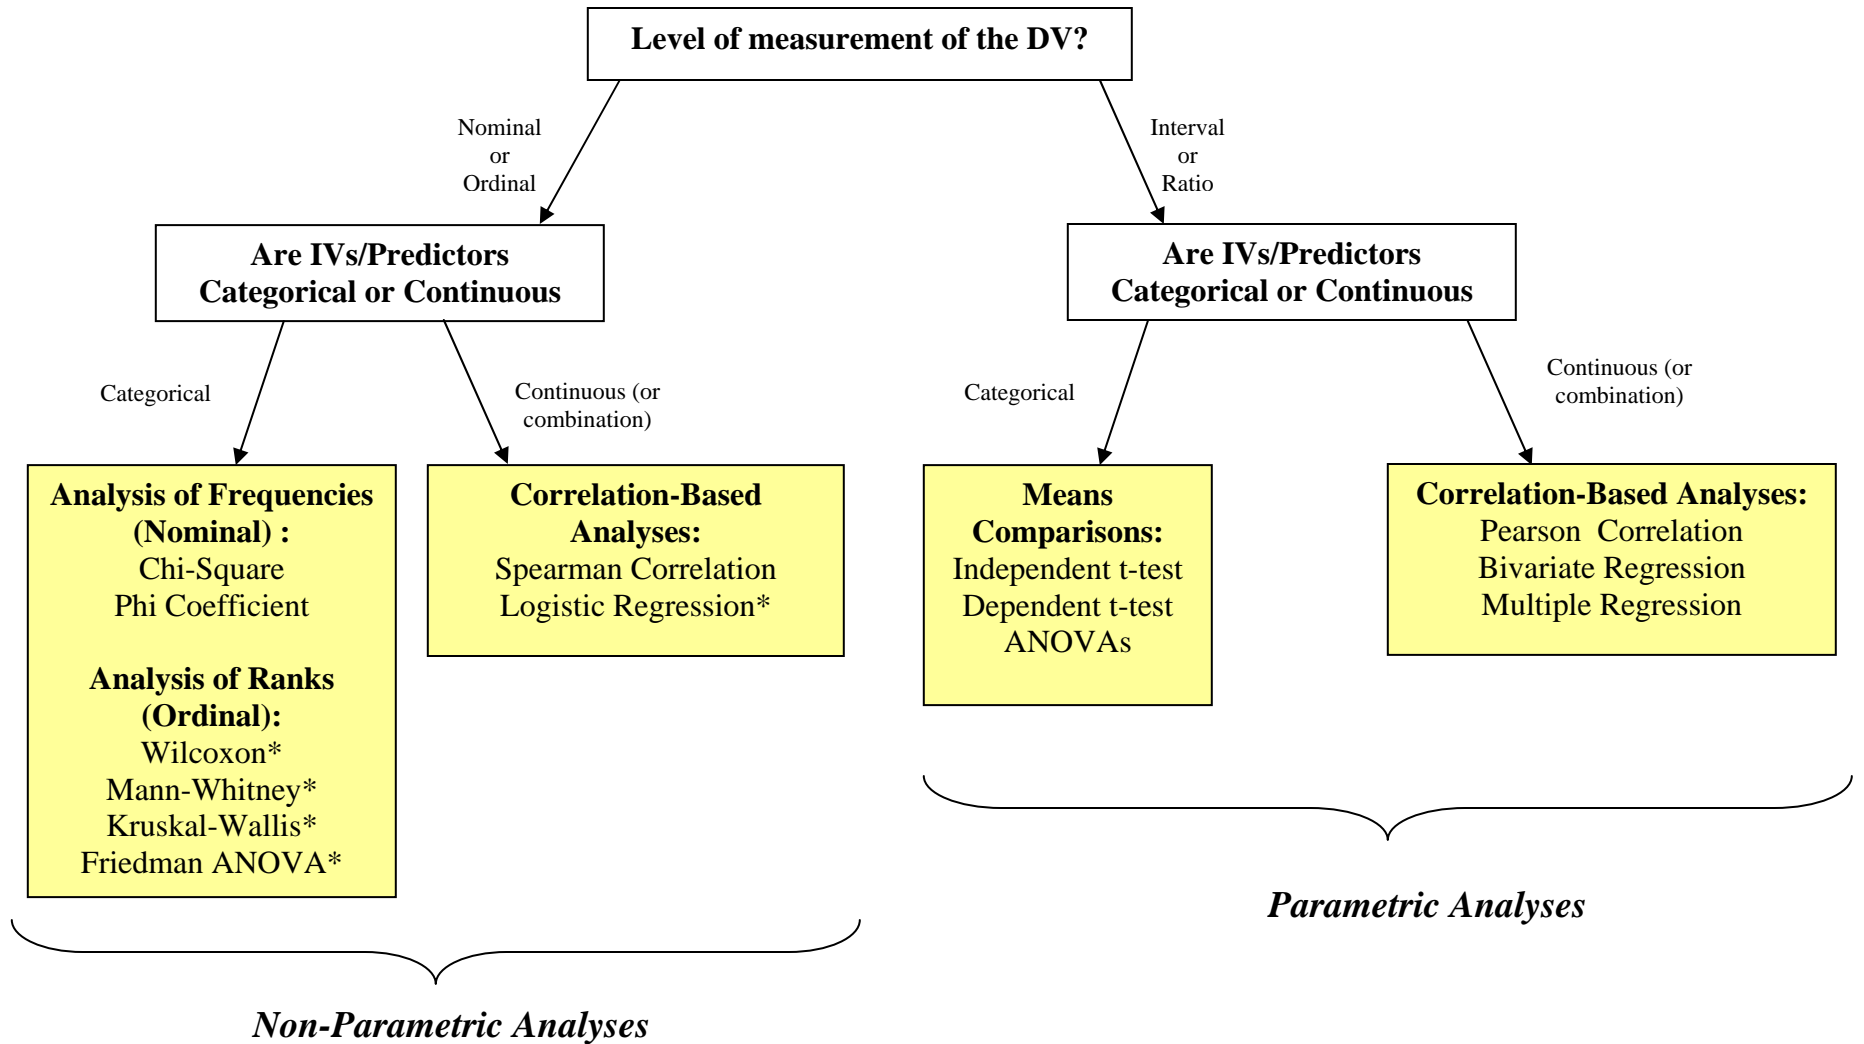 Level of measurement of the DV?
Nominal
or
Ordinal
Interval
or
Ratio
Are IVs/Predictors
Categorical or Continuous
Are IVs/Predictors
Categorical or Continuous
Categorical
Continuous (or
combination)
Categorical
Continuous (or
combination)
Analysis of Frequencies
(Nominal) :
Chi-Square
Phi Coefficient
Analysis of Ranks
(Ordinal):
Wilcoxon*
Mann-Whitney*
Kruskal-Wallis*
Friedman ANOVA*
Correlation-Based
Analyses:
Spearman Correlation
Logistic Regression*
Means
Comparisons:
Independent t-test
Dependent t-test
ANOVAs
Correlation-Based Analyses:
Pearson  Correlation
Bivariate Regression
Multiple Regression
Parametric Analyses
Non-Parametric Analyses